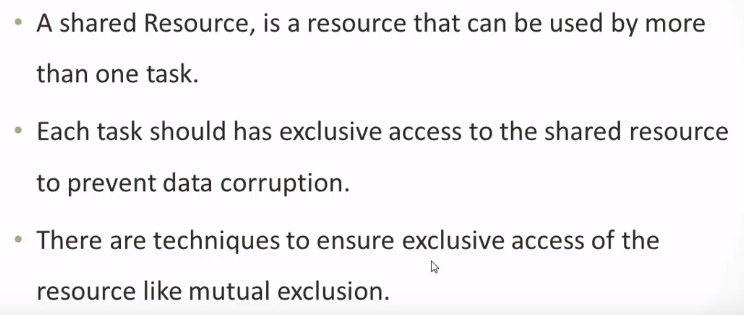 • A shared Resource, is a resource that can be used by more
than one task.
• Each task should has exclusive access to the shared resource
to prevent data corruption.
• There are techniques to ensure exclusive access of the
resource like mutual exclusion.